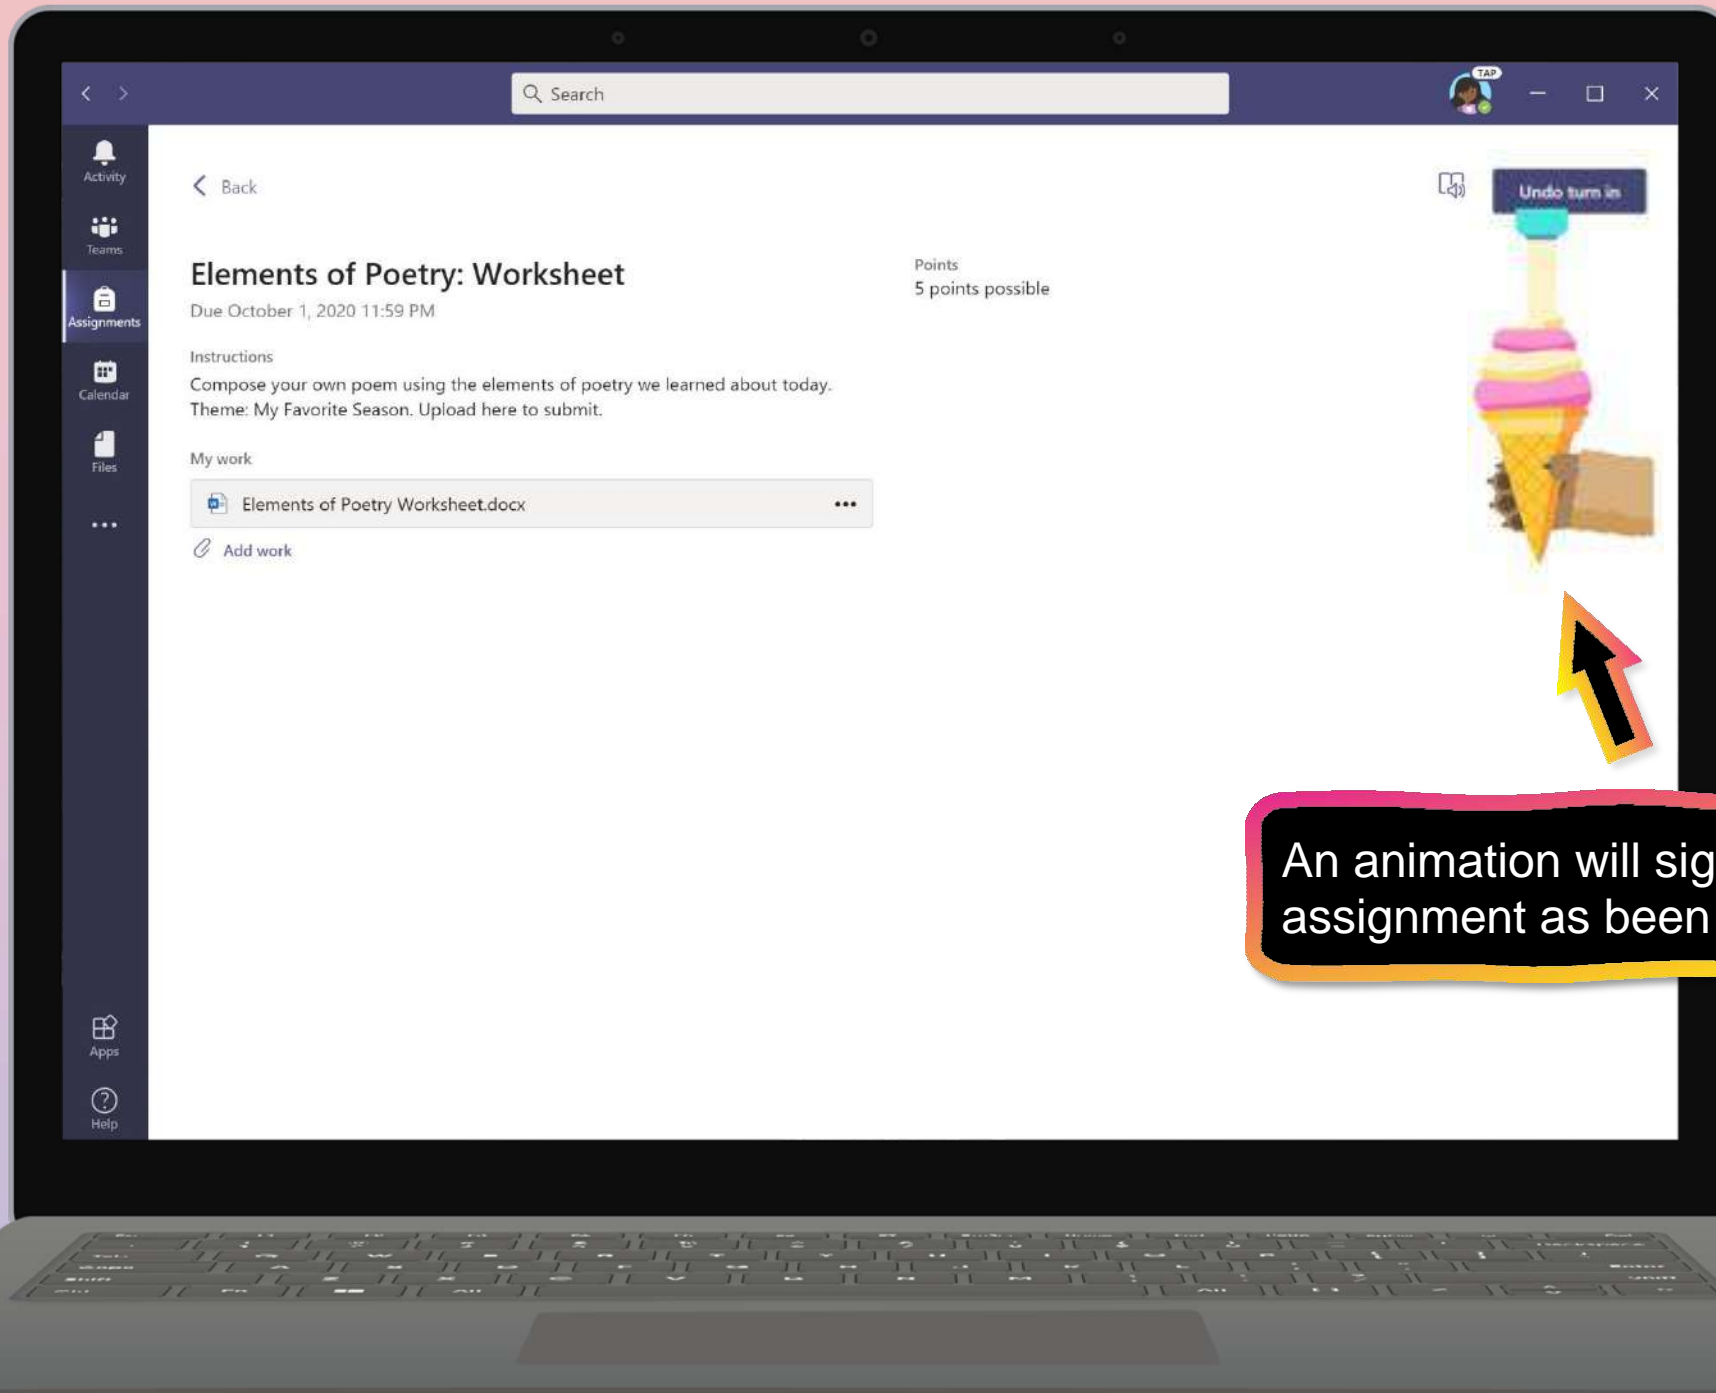 Search
TAP
Activity
Teams
Assignments
Calendar
Files
Apps
Help
Back
Undo turn in
Elements of Poetry: Worksheet
Due October 1, 2020 11:59 PM
Points
5 points possible
Instructions
Compose your own poem using the elements of poetry we learned about today.
Theme: My Favorite Season. Upload here to submit.
My work
Elements of Poetry Worksheet.docx
Add work
An animation will sig
assignment as been